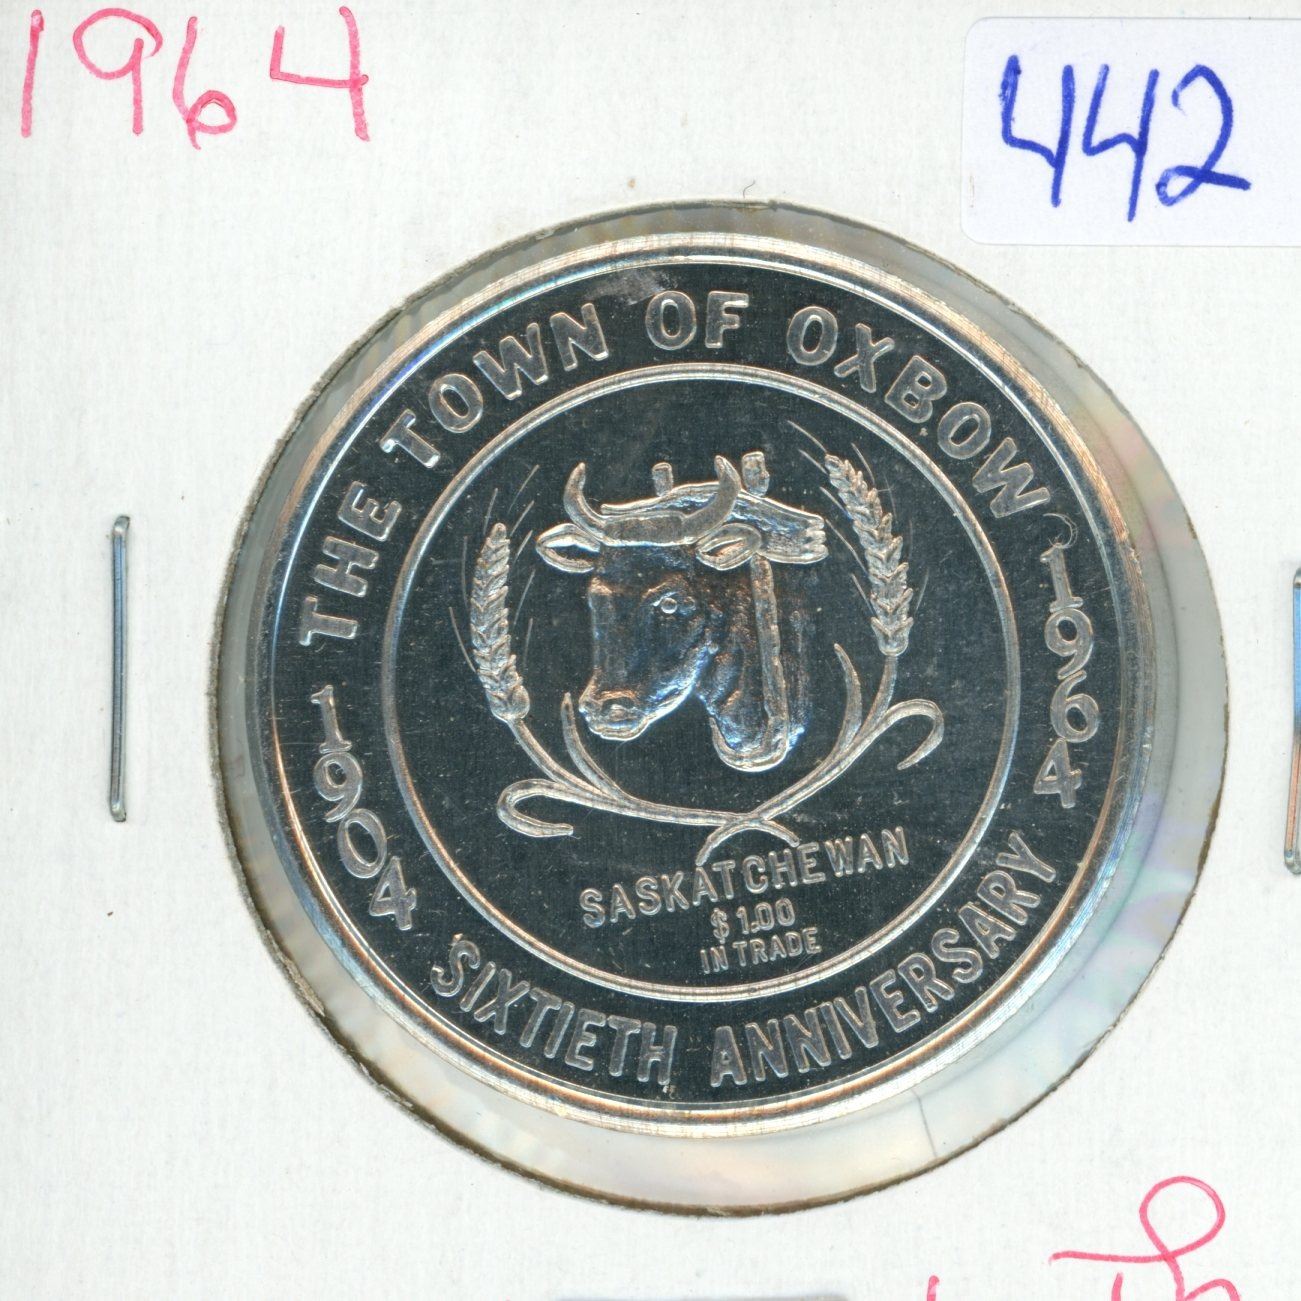 1964
442
THE TOWN OF OXBOW
1904
1964
SASKATCHEWAN
$1.00
IN TRADE
SIXTIETH ANNIVERSARY